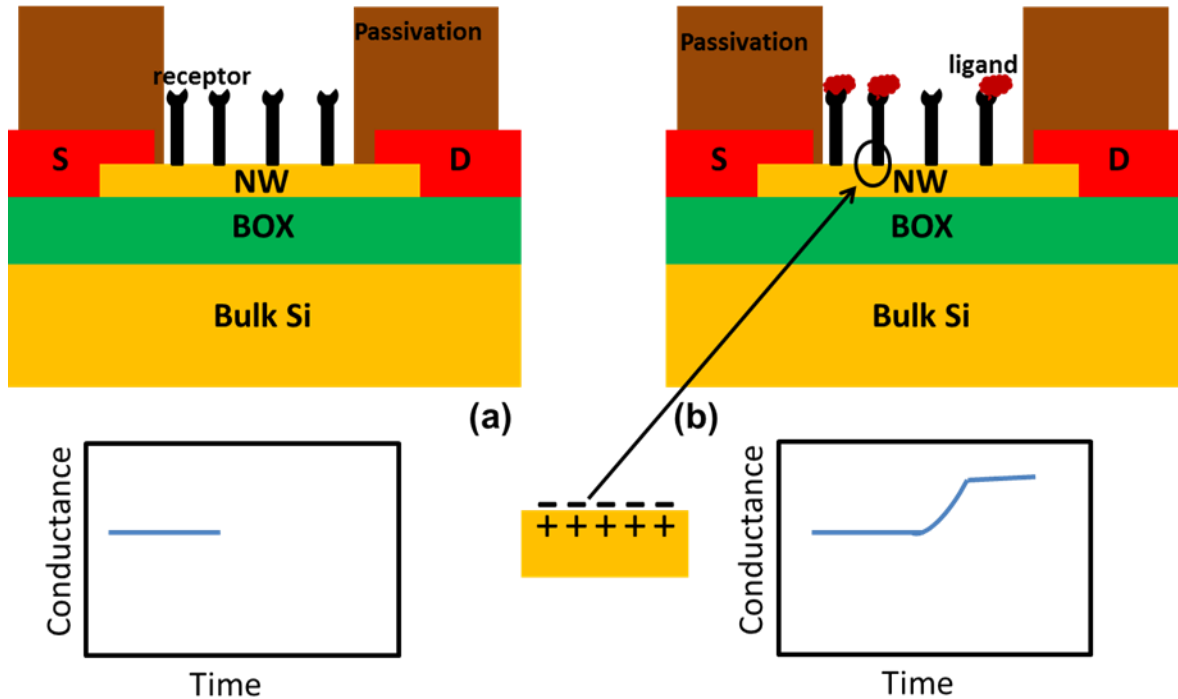 Passivation
receptor
S
D
NW
BOX
Bulk Si
(a)
Conductance
Time
Passivation
ligand
S
D
NW
BOX
Bulk Si
(b)
- - - - -
+ + + + +
Conductance
Time